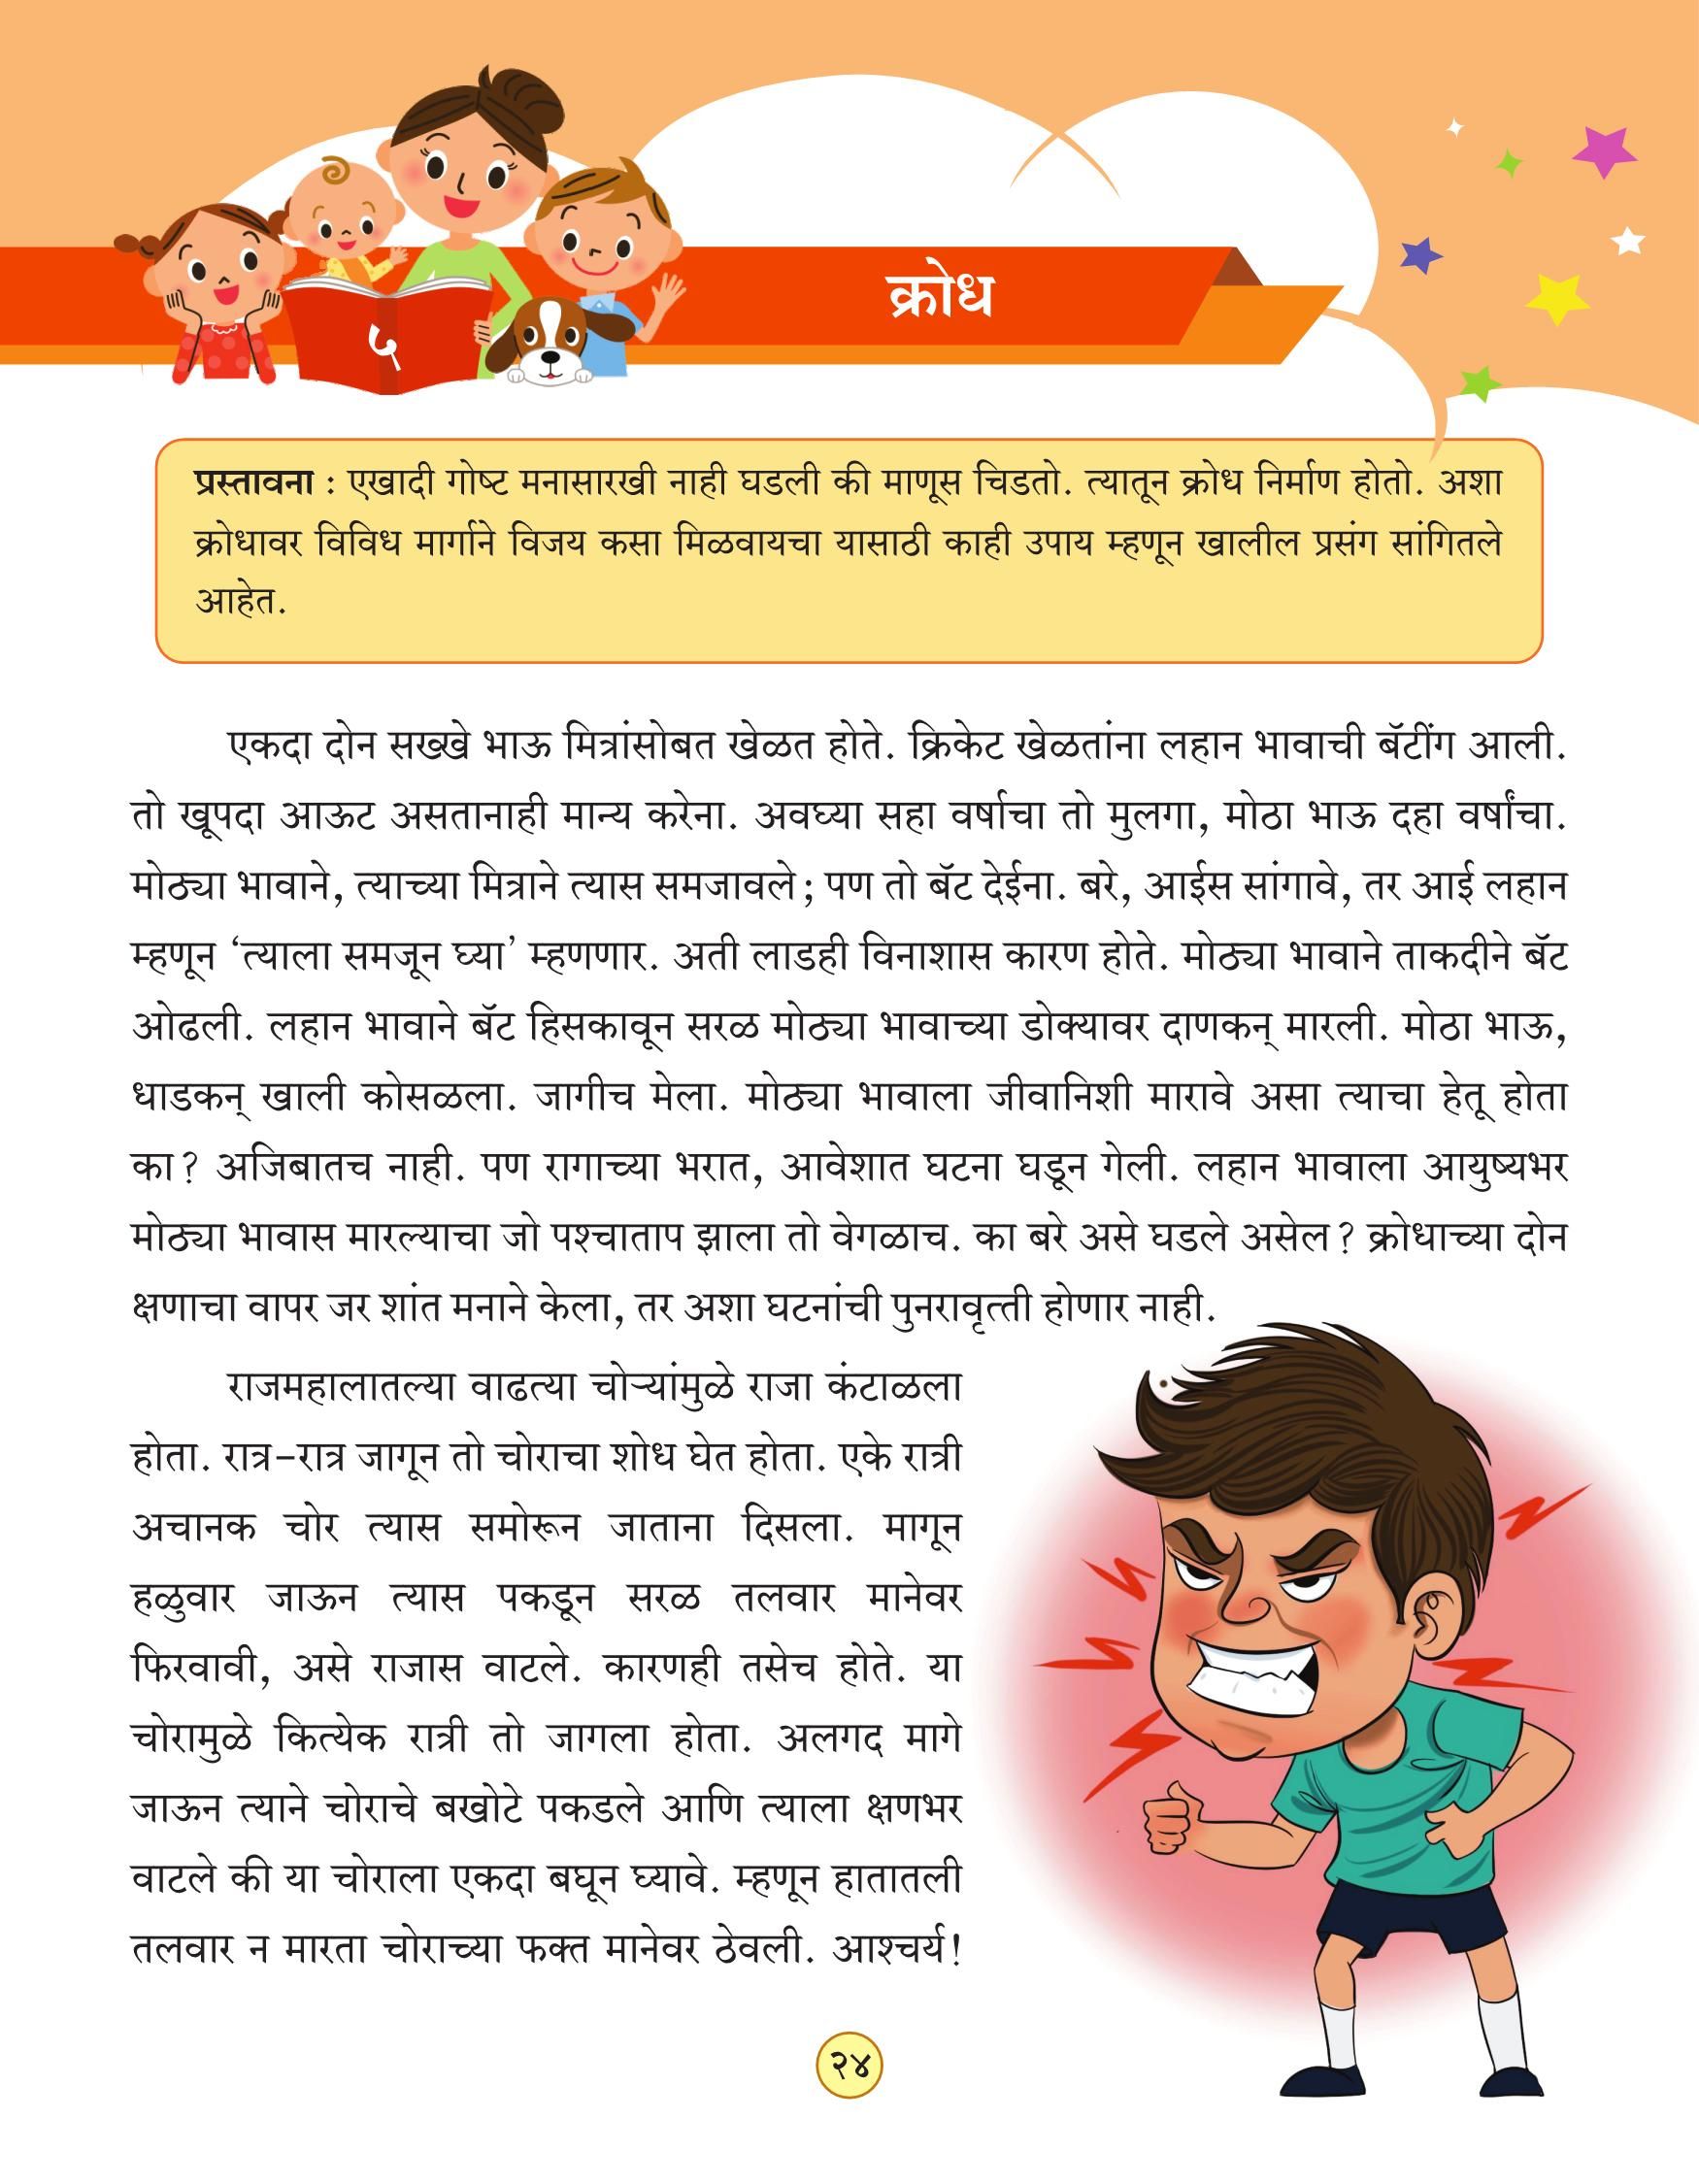 क्रोध
५
प्रस्तावना : एखादी गोष्ट मनासारखी नाही घडली की माणूस चिडतो. त्यातून क्रोध निर्माण होतो. अशा
क्रोधावर विविध मार्गाने विजय कसा मिळवायचा यासाठी काही उपाय म्हणून खालील प्रसंग सांगितले
आहेत.
एकदा दोन सख्खे भाऊ मित्रांसोबत खेळत होते. क्रिकेट खेळतांना लहान भावाची बॅटींग आली.
तो खूपदा आऊट असतानाही मान्य करेना. अवघ्या सहा वर्षाचा तो मुलगा, मोठा भाऊ दहा वर्षांचा.
मोठ्या भावाने, त्याच्या मित्राने त्यास समजावले; पण तो बॅट देईना. बरे, आईस सांगावे, तर आई लहान
म्हणून ‘त्याला समजून घ्या’ म्हणणार. अती लाडही विनाशास कारण होते. मोठ्या भावाने ताकदीने बॅट
ओढली. लहान भावाने बॅट हिसकावून सरळ मोठ्या भावाच्या डोक्यावर दाणकन् मारली. मोठा भाऊ,
धाडकन् खाली कोसळला. जागीच मेला. मोठ्या भावाला जीवानिशी मारावे असा त्याचा हेतू होता
का? अजिबातच नाही. पण रागाच्या भरात, आवेशात घटना घडून गेली. लहान भावाला आयुष्यभर
मोठ्या भावास मारल्याचा जो पश्चाताप झाला तो वेगळाच. का बरे असे घडले असेल? क्रोधाच्या दोन
क्षणाचा वापर जर शांत मनाने केला, तर अशा घटनांची पुनरावृत्ती होणार नाही.
राजमहालातल्या वाढत्या चोऱ्यांमुळे राजा कंटाळला
होता. रात्र-रात्र जागून तो चोराचा शोध घेत होता. एके रात्री
अचानक चोर त्यास समोरून जाताना दिसला. मागून
हळुवार जाऊन त्यास पकडून सरळ तलवार मानेवर
फिरवावी, असे राजास वाटले. कारणही तसेच होते. या
चोरामुळे कित्येक रात्री तो जागला होता. अलगद मागे
जाऊन त्याने चोराचे बखोटे पकडले आणि त्याला क्षणभर
वाटले की या चोराला एकदा बघून घ्यावे. म्हणून हातातली
तलवार न मारता चोराच्या फक्त मानेवर ठेवली. आश्चर्य!
२४